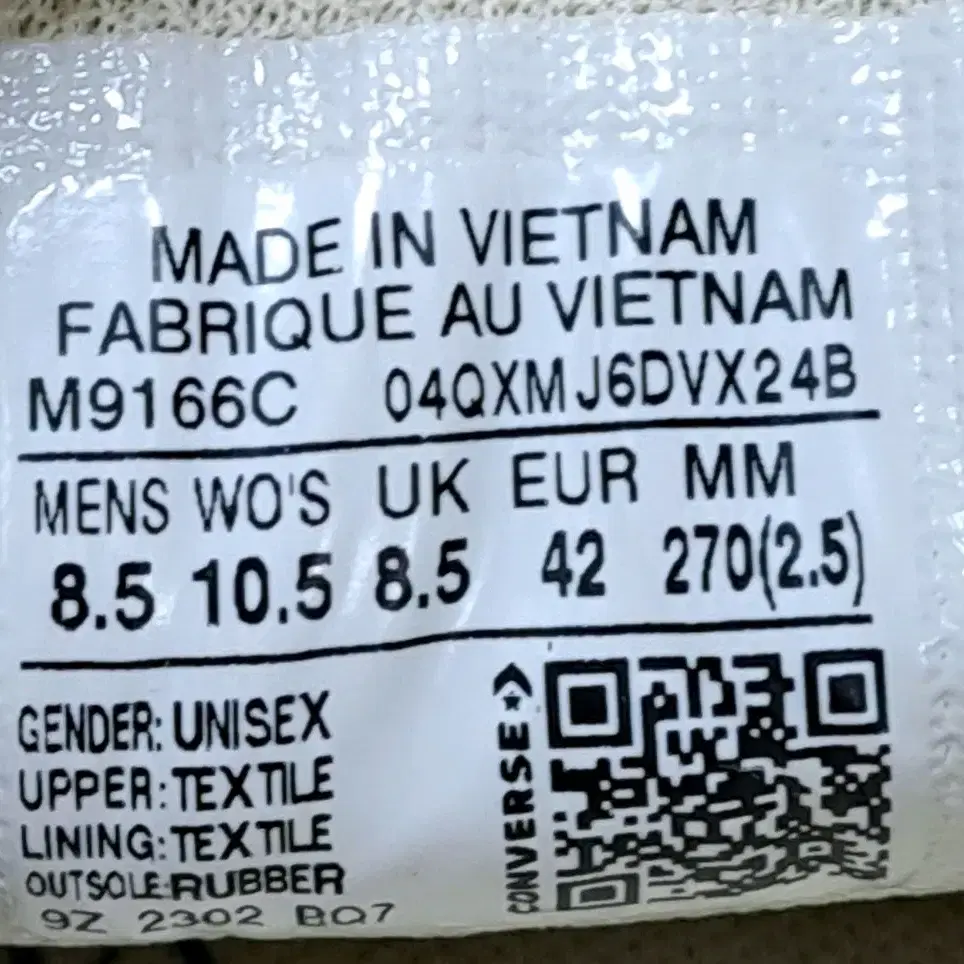 MADE IN VIETNAM
FABRIQUE AU VIETNAM
M9166C 04QXMJ6DVX24B
MENS WO'S UK EUR MM
8.5 10.5 8.5 42 270(2.5)
GENDER: UNISEX
UPPER: TEXTILE
LINING: TEXTILE
OUTSOLE:RUBBER
9Z 2302 BQ7
CONVERSE